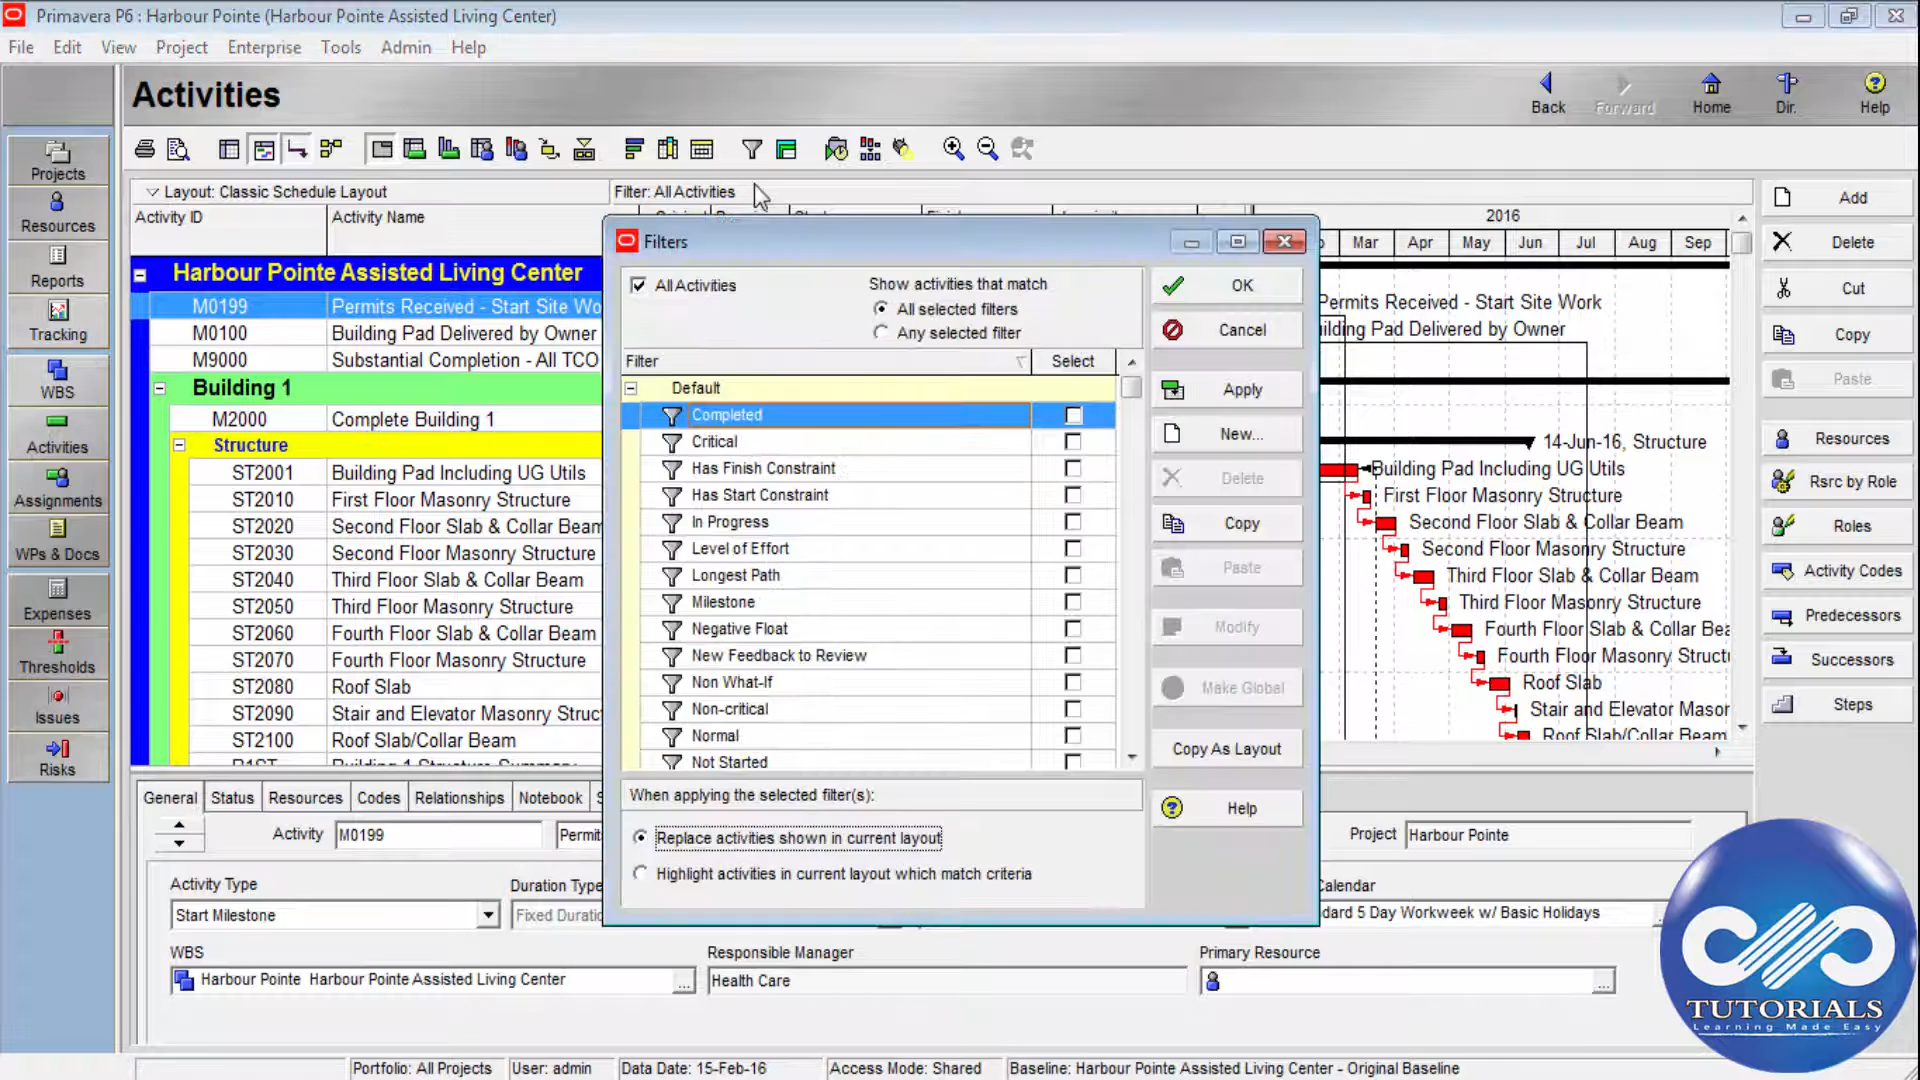 Primavera P6 : Harbour Pointe (Harbour Pointe Assisted Living Center)
File Edit View Project Enterprise Tools Admin Help
Activities
Back Forward Home Dir. Help
Projects
Resources
Reports
Tracking
WBS
Activities
Assignments
WPs & Docs
Expenses
Thresholds
Issues
Risks
Layout: Classic Schedule Layout
Filter: All Activities
Activity ID Activity Name
Harbour Pointe Assisted Living Center
M0199 Permits Received - Start Site Wo
M0100 Building Pad Delivered by Owner
M9000 Substantial Completion - All TCO
Building 1
M2000 Complete Building 1
Structure
ST2001 Building Pad Including UG Utils
ST2010 First Floor Masonry Structure
ST2020 Second Floor Slab & Collar Beam
ST2030 Second Floor Masonry Structure
ST2040 Third Floor Slab & Collar Beam
ST2050 Third Floor Masonry Structure
ST2060 Fourth Floor Slab & Collar Beam
ST2070 Fourth Floor Masonry Structure
ST2080 Roof Slab
ST2090 Stair and Elevator Masonry Struc
ST2100 Roof Slab/Collar Beam
Filters
All Activities
Show activities that match
All selected filters
Any selected filter
Filter Select
Default
Completed
Critical
Has Finish Constraint
Has Start Constraint
In Progress
Level of Effort
Longest Path
Milestone
Negative Float
New Feedback to Review
Non What-If
Non-critical
Normal
Not Started
When applying the selected filter(s):
Replace activities shown in current layout
Highlight activities in current layout which match criteria
OK
Cancel
Apply
New...
Delete
Copy
Paste
Modify
Make Global
Copy As Layout
Help
2016
Mar Apr May Jun Jul Aug Sep
Permits Received - Start Site Work
uilding Pad Delivered by Owner
14-Jun-16, Structure
Building Pad Including UG Utils
First Floor Masonry Structure
Second Floor Slab & Collar Beam
Second Floor Masonry Structure
Third Floor Slab & Collar Beam
Third Floor Masonry Structure
Fourth Floor Slab & Collar Bea
Fourth Floor Masonry Struct
Roof Slab
Stair and Elevator Mason
Roof Slab/Collar Beam
Add
Delete
Cut
Copy
Paste
Resources
Rsrc by Role
Roles
Activity Codes
Predecessors
Successors
Steps
General Status Resources Codes Relationships Notebook S
Activity M0199 Permit
Project Harbour Pointe
Activity Type
Start Milestone
Duration Type
Fixed Duratio
Calendar
dard 5 Day Workweek w/ Basic Holidays
WBS
Harbour Pointe Harbour Pointe Assisted Living Center
Responsible Manager
Health Care
Primary Resource
TUTORIALS
Learning Made Easy
Portfolio: All Projects User: admin Data Date: 15-Feb-16 Access Mode: Shared Baseline: Harbour Pointe Assisted Living Center - Original Baseline